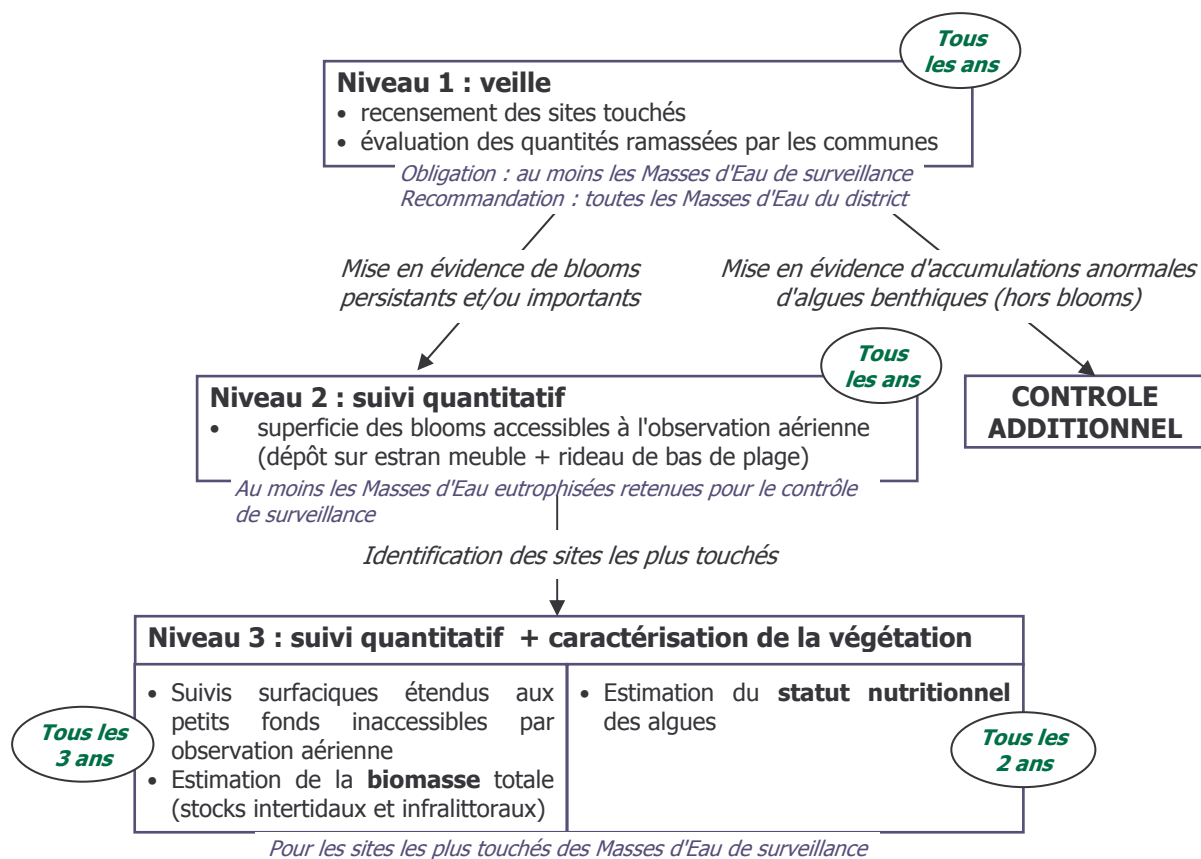 Tous
les ans
Niveau 1 : veille
• recensement des sites touchés
• évaluation des quantités ramassées par les communes
Obligation : au moins les Masses d'Eau de surveillance
Recommandation : toutes les Masses d'Eau du district
Mise en évidence de blooms
persistants et/ou importants
Mise en évidence d'accumulations anormales
d'algues benthiques (hors blooms)
Tous
les ans
Niveau 2 : suivi quantitatif
• superficie des blooms accessibles à l'observation aérienne
(dépôt sur estran meuble + rideau de bas de plage)
Au moins les Masses d'Eau eutrophisées retenues pour le contrôle
de surveillance
CONTROLE
ADDITIONNEL
Identification des sites les plus touchés
Niveau 3 : suivi quantitatif + caractérisation de la végétation
• Suivis surfaciques étendus aux
petits fonds inaccessibles par
observation aérienne
• Estimation de la biomasse totale
(stocks intertidaux et infralittoraux)
Tous les
3 ans
• Estimation du statut nutritionnel
des algues
Tous les
2 ans
Pour les sites les plus touchés des Masses d'Eau de surveillance